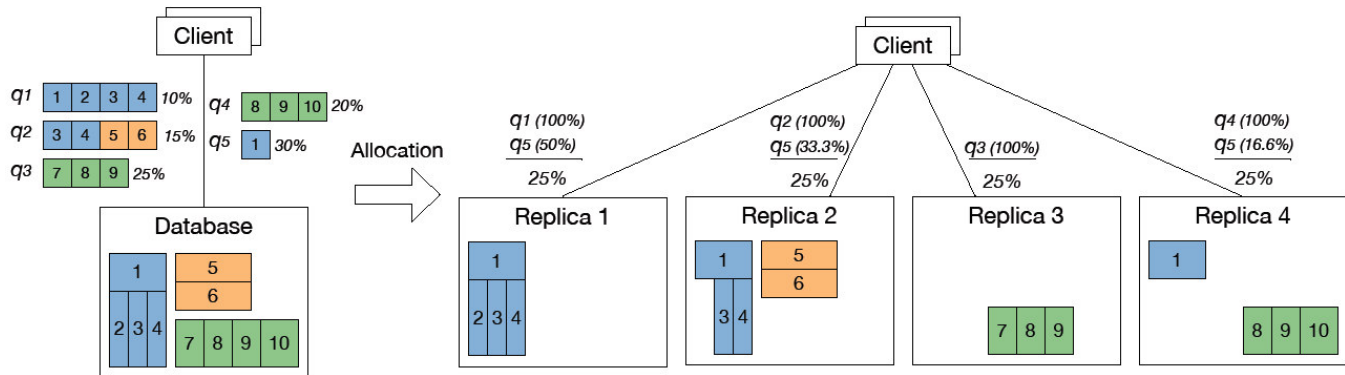 Client
q1 1 2 3 4 10%
q2 3 4 5 6 15%
q3 7 8 9 25%
q4 8 9 10 20%
q5 1 30%
Database
1
2 3 4
5
6
7 8 9 10
Allocation
Client
q1 (100%)
q5 (50%)
25%
q2 (100%)
q5 (33.3%)
25%
q3 (100%)
25%
q4 (100%)
q5 (16.6%)
25%
Replica 1
1
2 3 4
Replica 2
1
3 4
5
6
Replica 3
7 8 9
Replica 4
1
8 9 10